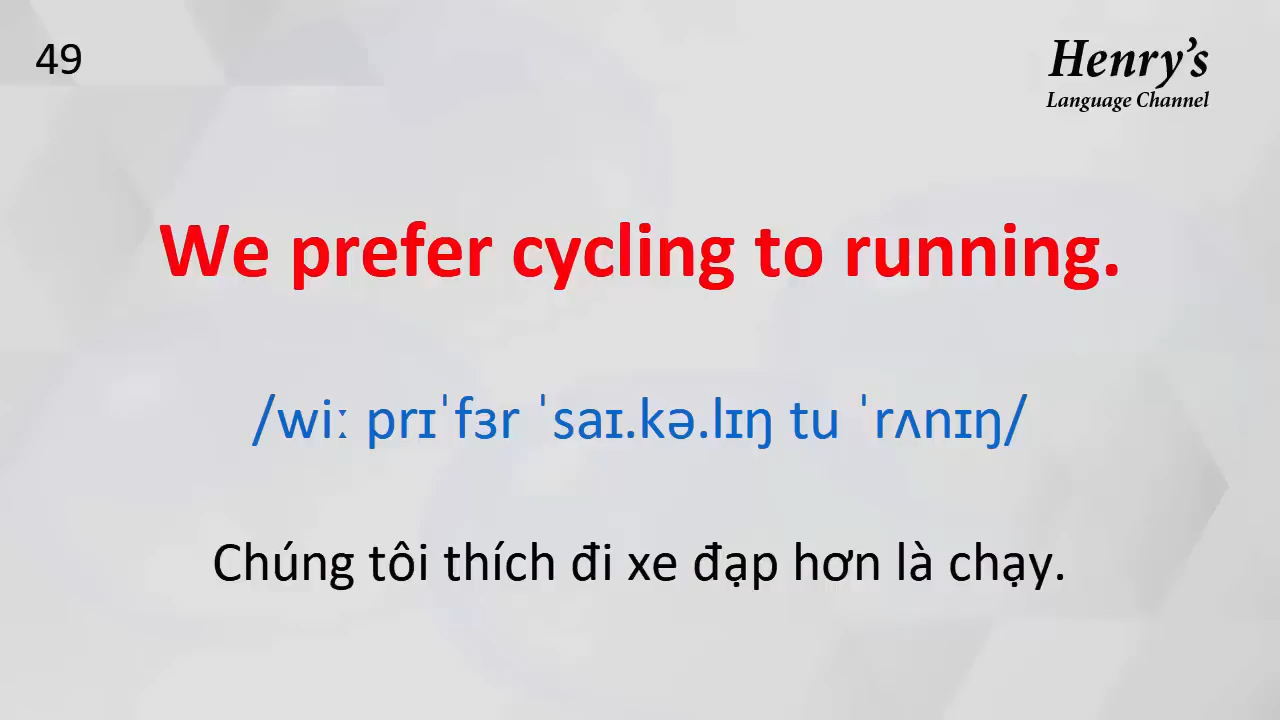 49
Henry’s
Language Channel
We prefer cycling to running.
/wiː prɪˈfɜr ˈsaɪ.kə.lɪŋ tu ˈrʌnɪŋ/
Chúng tôi thích đi xe đạp hơn là chạy.